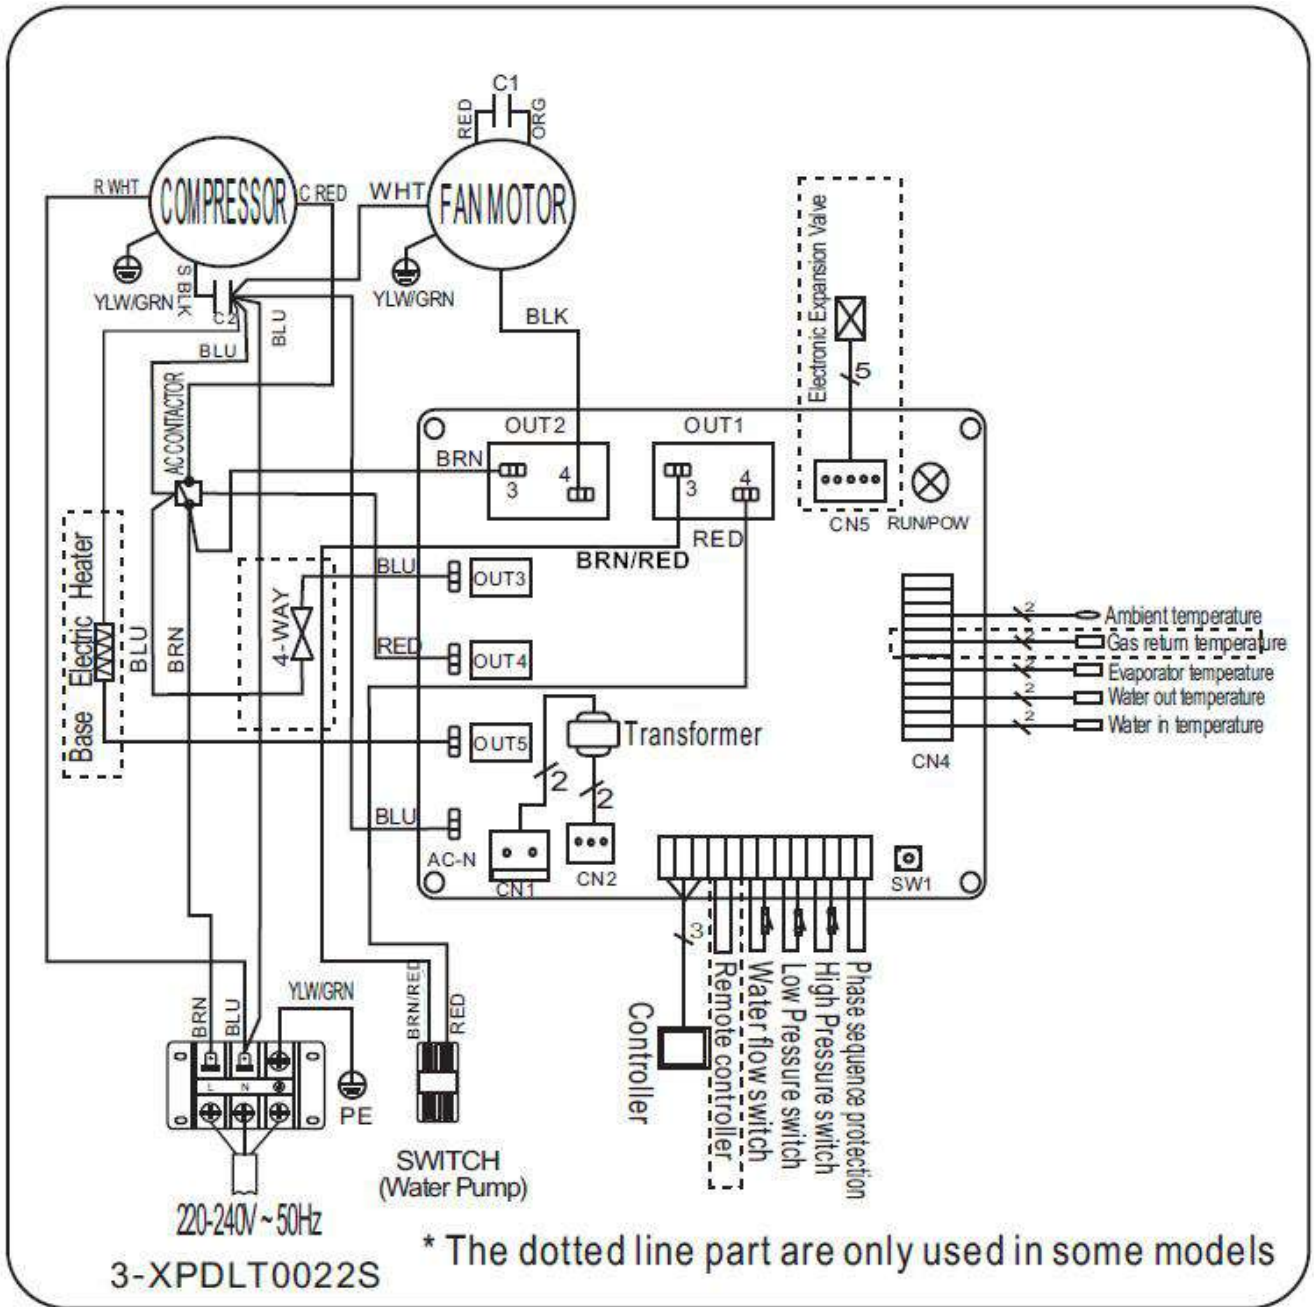 C1
RED
ORG
R WHT
COMPRESSOR
C RED
WHT
FAN MOTOR
YLW/GRN
S BLK
C2
BLU
BLU
YLW/GRN
BLK
Electronic Expansion Valve
5
CN5
RUN/POW
AC CONTACTOR
OUT2
OUT1
BRN
3
4
3
4
BRN/RED
RED
BLU
OUT3
4-WAY
RED
OUT4
Base Electric Heater
BLU
BRN
OUT5
Transformer
2
2
BLU
AC-N
CN1
CN2
2
Ambient temperature
2
Gas return temperature
2
Evaporator temperature
2
Water out temperature
2
Water in temperature
CN4
SW1
3
Controller
Remote controller
Water flow switch
Low Pressure switch
High Pressure switch
Phase sequence protection
BRN
BLU
YLW/GRN
BRN/RED
RED
L
N
PE
SWITCH
(Water Pump)
220-240V ~ 50Hz
3-XPDLT0022S
* The dotted line part are only used in some models